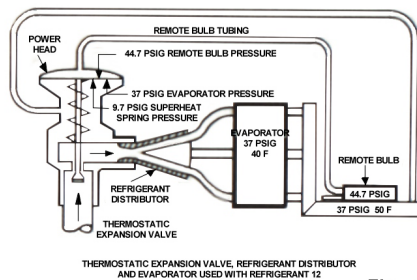 REMOTE BULB TUBING
POWER
HEAD
44.7 PSIG REMOTE BULB PRESSURE
37 PSIG EVAPORATOR PRESSURE
9.7 PSIG SUPERHEAT
SPRING PRESSURE
EVAPORATOR
37 PSIG
40 F
REMOTE BULB
44.7 PSIG
37 PSIG 50 F
REFRIGERANT
DISTRIBUTOR
THERMOSTATIC
EXPANSION VALVE
THERMOSTATIC EXPANSION VALVE, REFRIGERANT DISTRIBUTOR
AND EVAPORATOR USED WITH REFRIGERANT 12